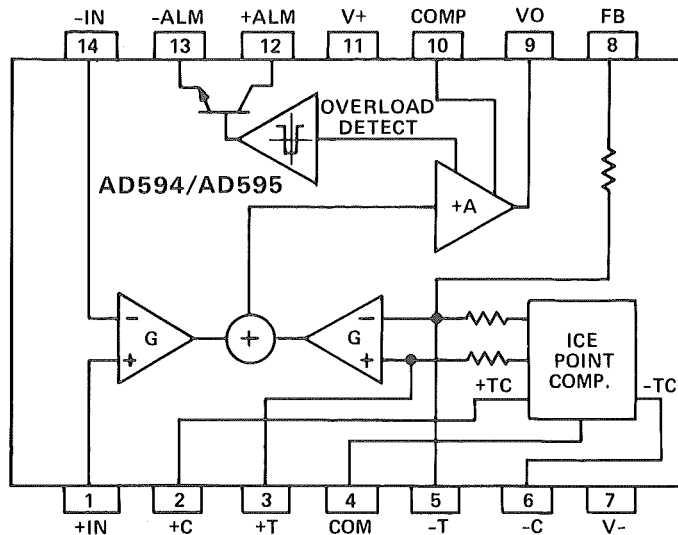 -IN -ALM +ALM V+ COMP VO FB
14 13 12 11 10 9 8
OVERLOAD
DETECT
AD594/AD595
+A
- G + G -
+ +
ICE
POINT
COMP.
+TC -TC
1 2 3 4 5 6 7
+IN +C +T COM -T -C V-